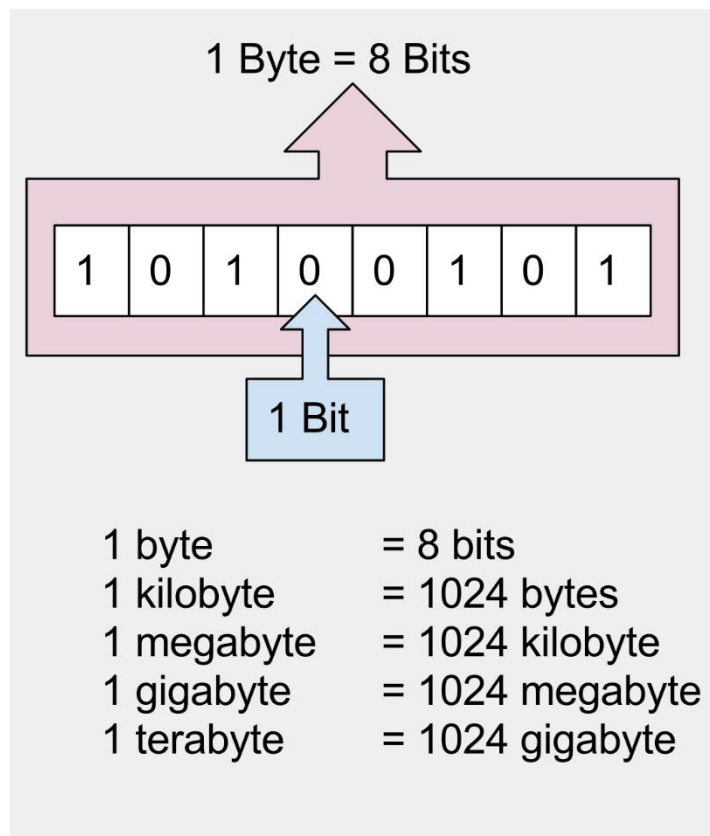 1 Byte = 8 Bits
1 0 1 0 0 1 0 1
1 Bit
1 byte = 8 bits
1 kilobyte = 1024 bytes
1 megabyte = 1024 kilobyte
1 gigabyte = 1024 megabyte
1 terabyte = 1024 gigabyte